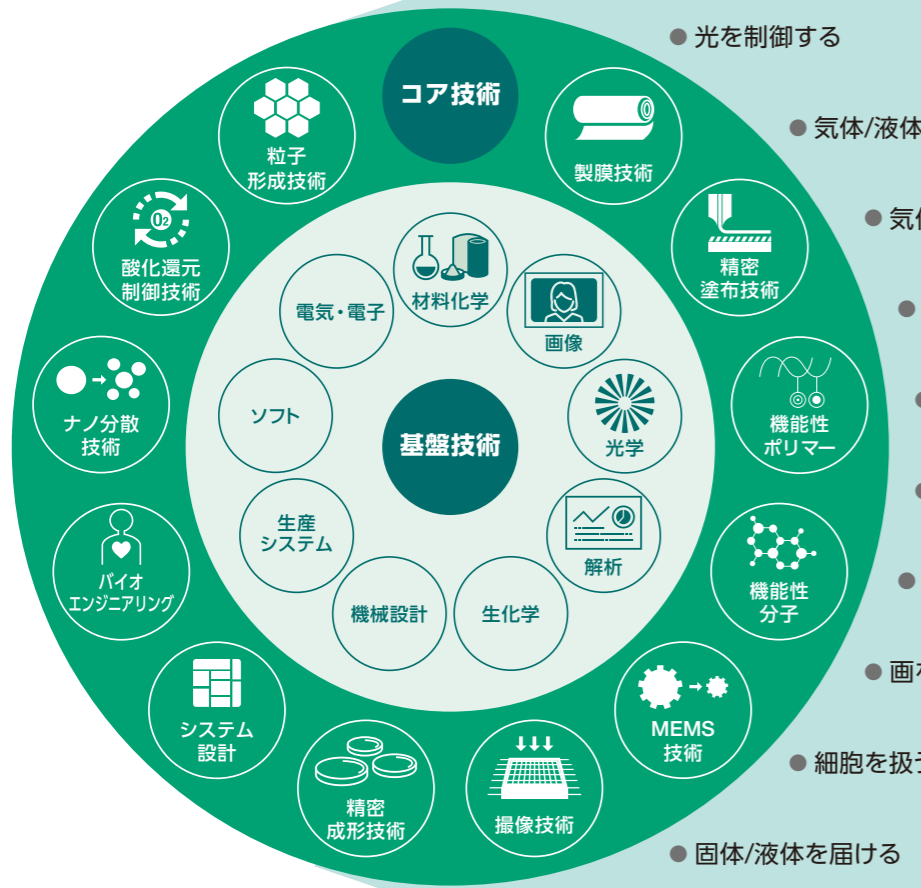 コア技術
製膜技術
精密
塗布技術
機能性
ポリマー
機能性
分子
MEMS
技術
撮像技術
精密
成形技術
システム
設計
バイオ
エンジニアリング
ナノ分散
技術
O2
酸化還元
制御技術
粒子
形成技術
基盤技術
材料化学
画像
光学
解析
生化学
機械設計
生産
システム
ソフト
電気・電子
● 光を制御する
● 気体/液体
● 気
●
●
●
●
● 画
● 細胞を扱
● 固体/液体を届ける